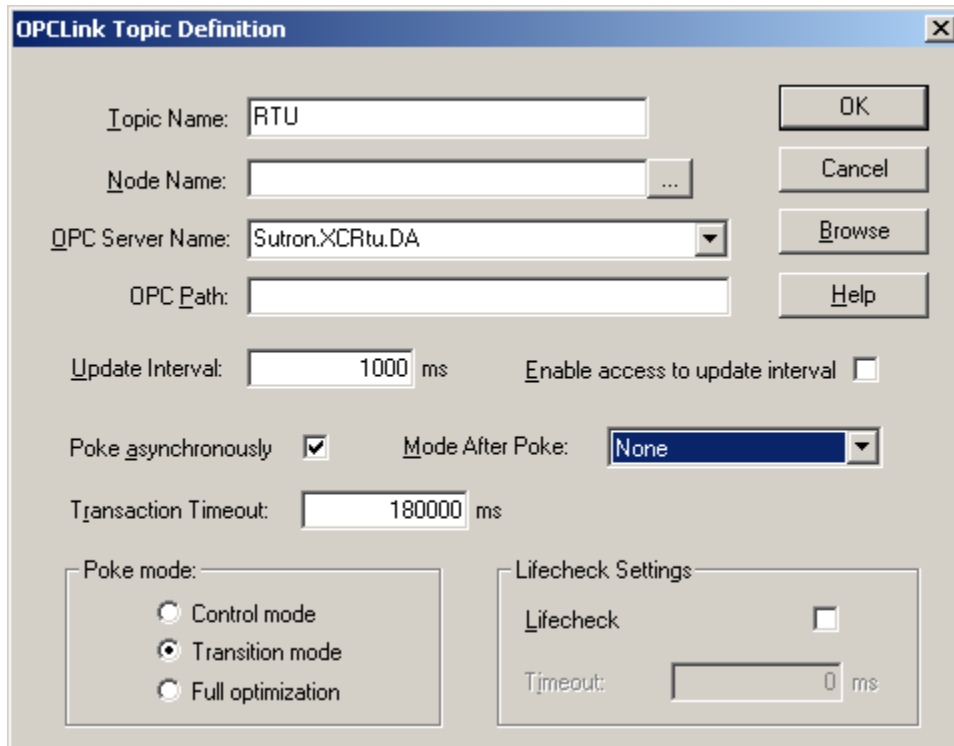 OPCLink Topic Definition
Topic Name: RTU
OK
Node Name: ...
Cancel
OPC Server Name: Sutron.XCRtu.DA
Browse
OPC Path:
Help
Update Interval: 1000 ms
Enable access to update interval
Poke asynchronously
Mode After Poke: None
Transaction Timeout: 180000 ms
Poke mode:
Control mode
Transition mode
Full optimization
Lifecheck Settings
Lifecheck
Timeout: 0 ms